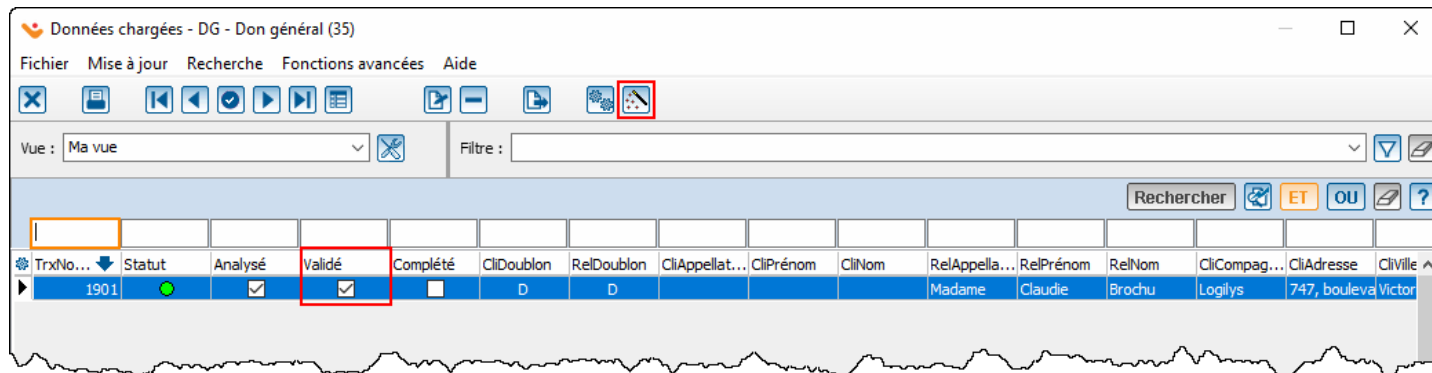 Données chargées - DG - Don général (35)
Fichier Mise à jour Recherche Fonctions avancées Aide
Vue : Ma vue Filtre :
Rechercher ET OU ?
TrxNo... Statut Analysé Validé Complété CliDoublon RelDoublon CliAppellat... CliPrénom CliNom RelAppella... RelPrénom RelNom CliCompag... CliAdresse CliVille
1901 D D Madame Claudie Brochu Logilys 747, bouleva Victor